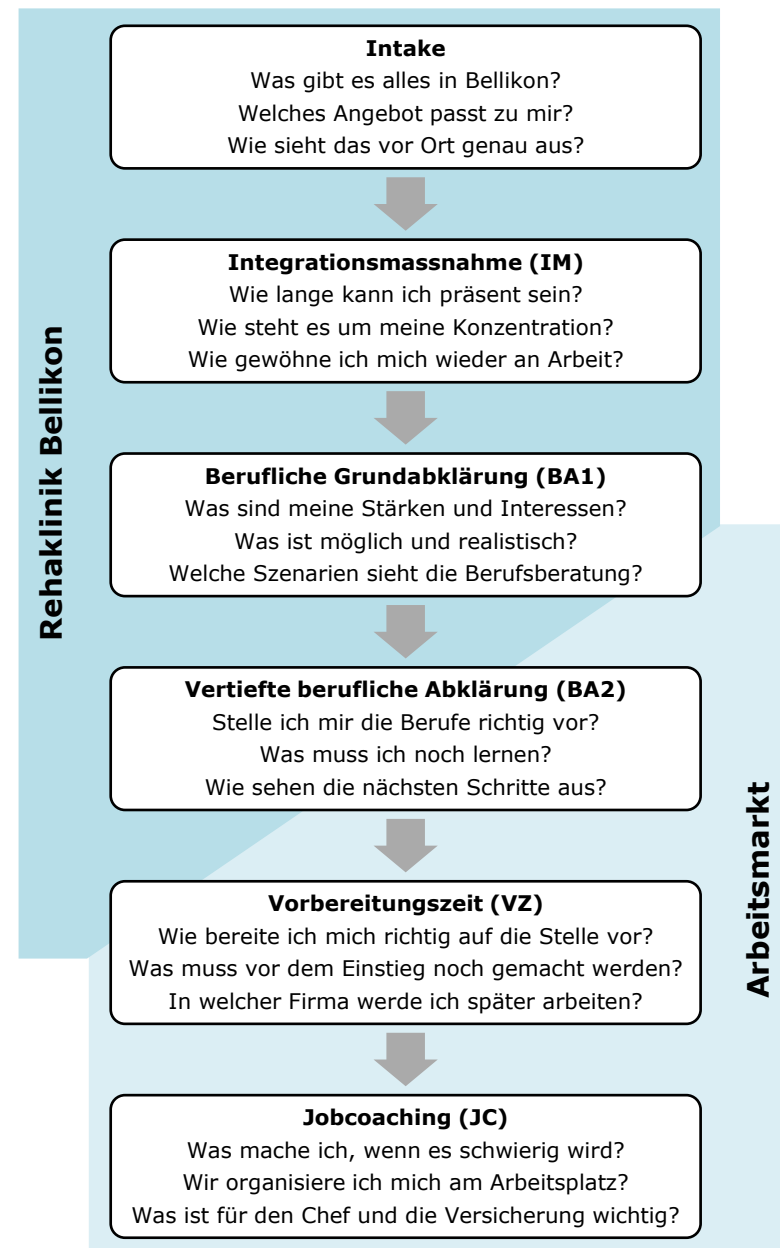 Intake
Was gibt es alles in Bellikon?
Welches Angebot passt zu mir?
Wie sieht das vor Ort genau aus?
Integrationsmassnahme (IM)
Wie lange kann ich präsent sein?
Wie steht es um meine Konzentration?
Wie gewöhne ich mich wieder an Arbeit?
Rehaklinik Bellikon
Berufliche Grundabklärung (BA1)
Was sind meine Stärken und Interessen?
Was ist möglich und realistisch?
Welche Szenarien sieht die Berufsberatung?
Vertiefte berufliche Abklärung (BA2)
Stelle ich mir die Berufe richtig vor?
Was muss ich noch lernen?
Wie sehen die nächsten Schritte aus?
Arbeitsmarkt
Vorbereitungszeit (VZ)
Wie bereite ich mich richtig auf die Stelle vor?
Was muss vor dem Einstieg noch gemacht werden?
In welcher Firma werde ich später arbeiten?
Jobcoaching (JC)
Was mache ich, wenn es schwierig wird?
Wir organisiere ich mich am Arbeitsplatz?
Was ist für den Chef und die Versicherung wichtig?